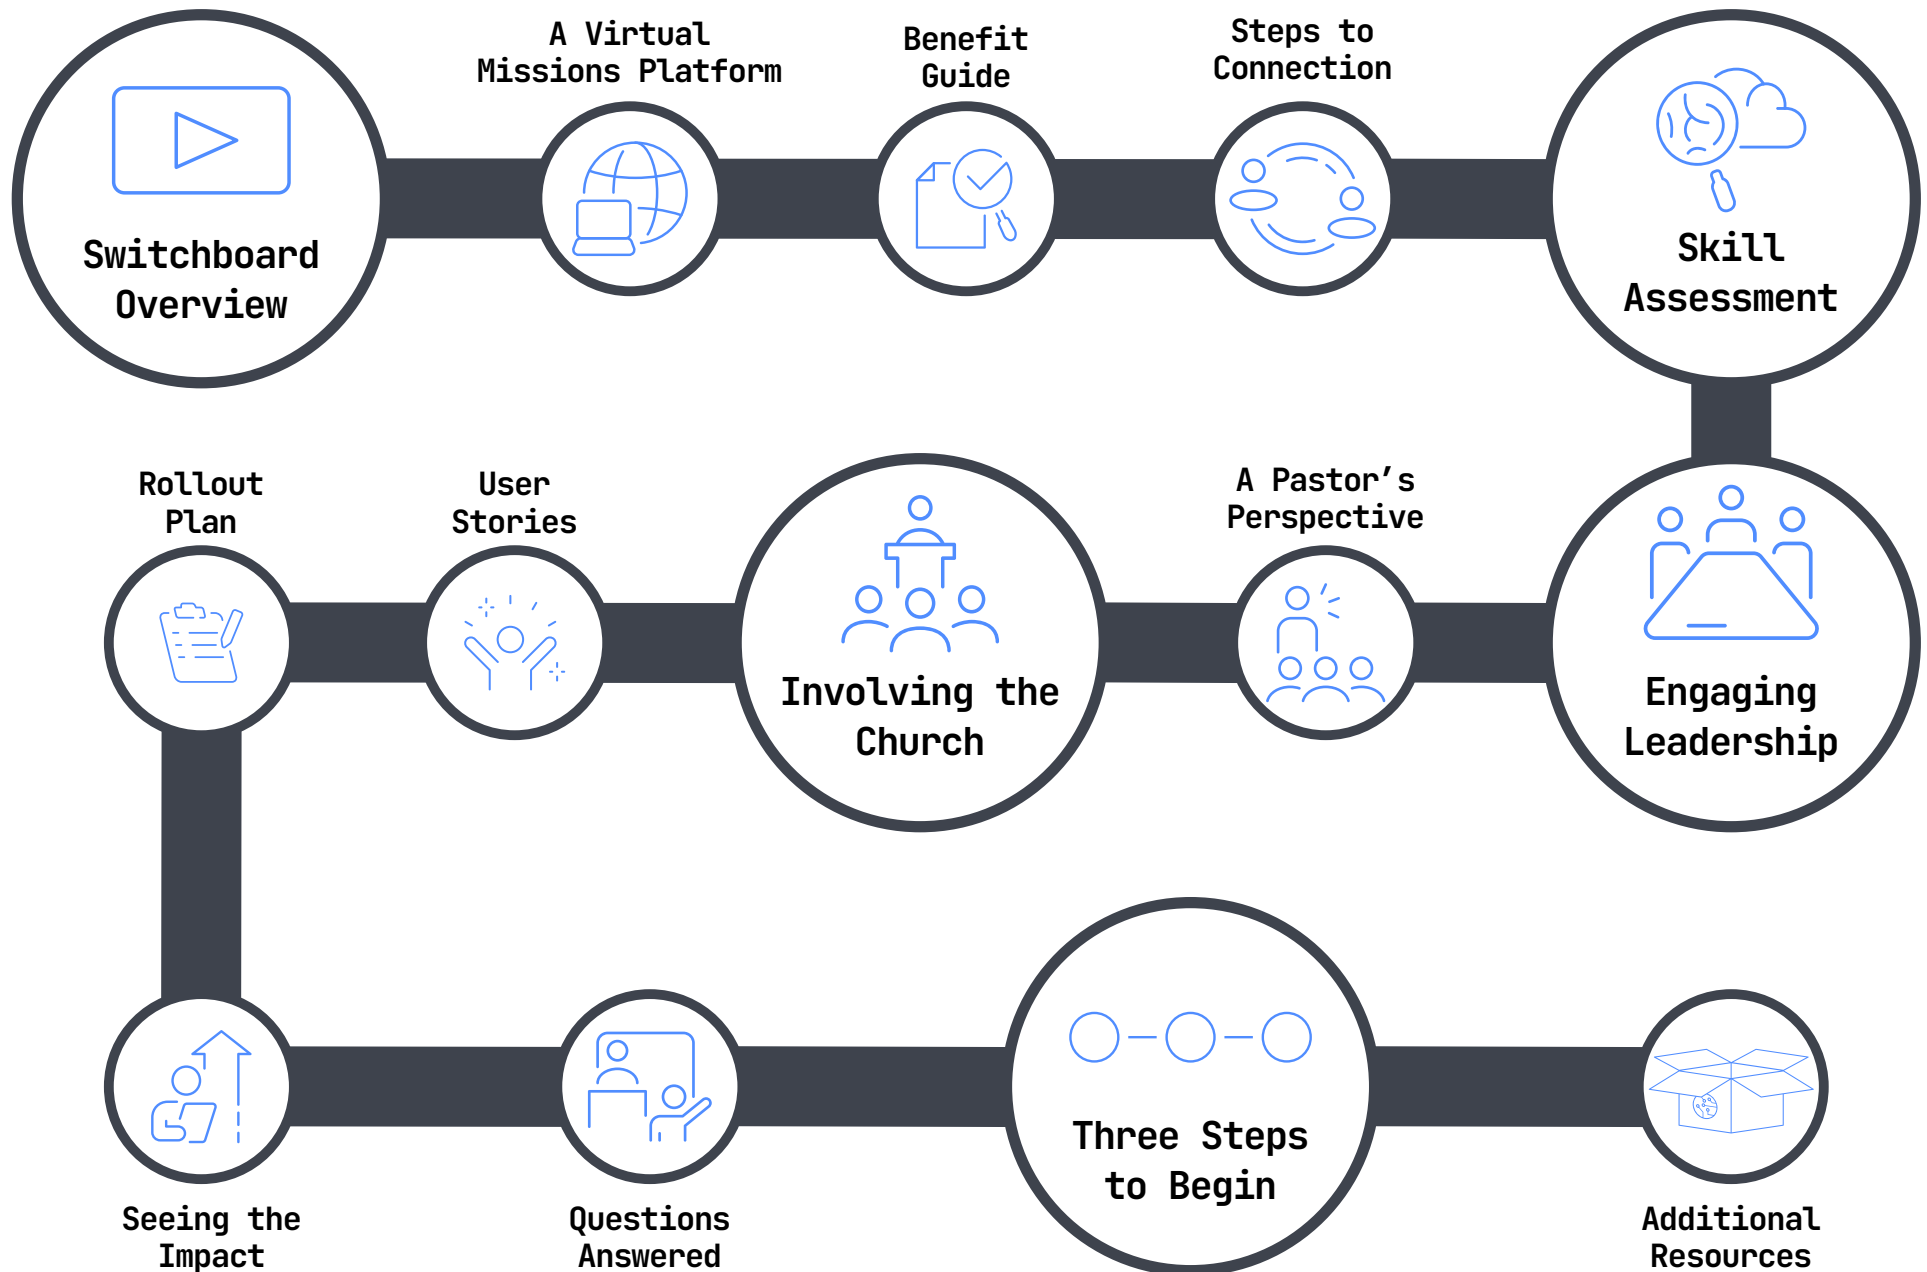 A Virtual
Missions Platform
Benefit
Guide
Steps to
Connection
Switchboard
Overview
Skill
Assessment
Rollout
Plan
User
Stories
A Pastor’s
Perspective
Involving the
Church
Engaging
Leadership
Three Steps
to Begin
Seeing the
Impact
Questions
Answered
Additional
Resources